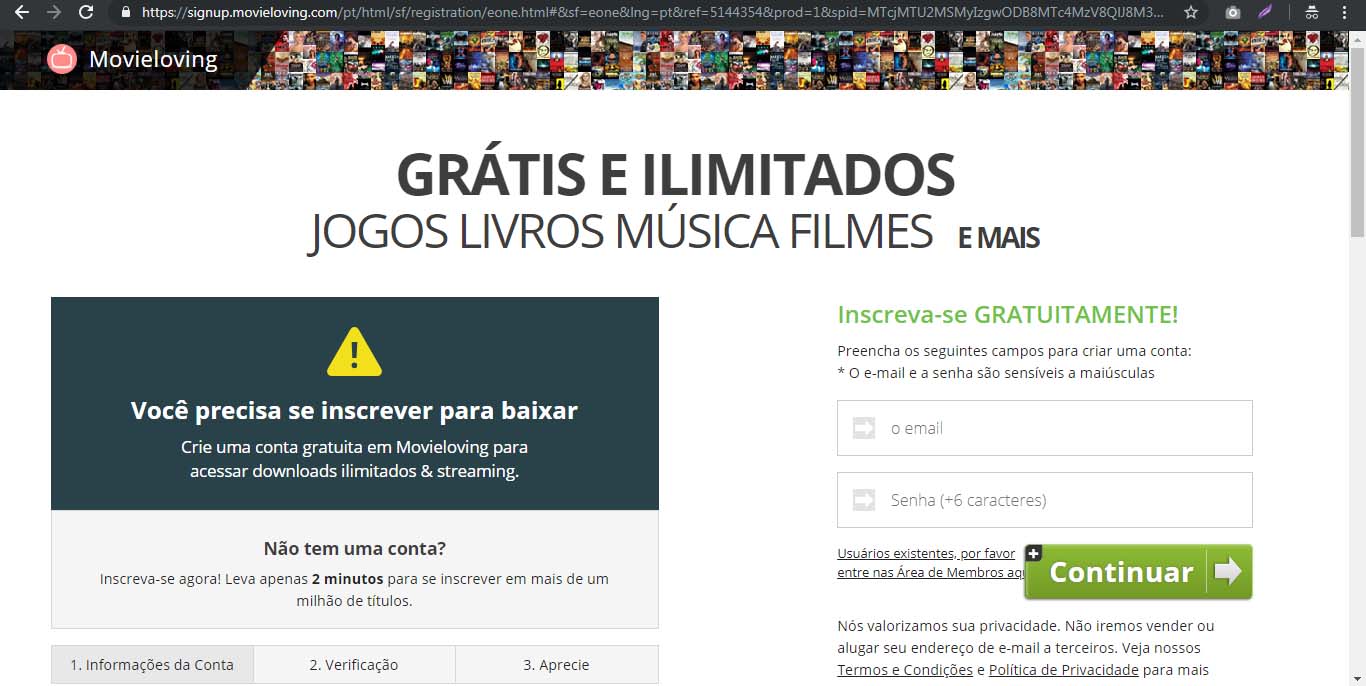 https://signup.movieloving.com/pt/html/sf/registration/eone.html#&sf=eone&lng=pt&ref=5144354&prod=1&spid=MTcjMTU2MSMyIzgwODB8MTc4MzV8QlJ8M3...
Movieloving
GRÁTIS E ILIMITADOS
JOGOS LIVROS MÚSICA FILMES E MAIS
!
Você precisa se inscrever para baixar
Crie uma conta gratuita em Movieloving para
acessar downloads ilimitados & streaming.
Não tem uma conta?
Inscreva-se agora! Leva apenas 2 minutos para se inscrever em mais de um
milhão de títulos.
1. Informações da Conta
2. Verificação
3. Aprecie
Inscreva-se GRATUITAMENTE!
Preencha os seguintes campos para criar uma conta:
* O e-mail e a senha são sensíveis a maiúsculas
o email
Senha (+6 caracteres)
Usuários existentes, por favor
entre nas Área de Membros aqu
Continuar
Nós valorizamos sua privacidade. Não iremos vender ou
alugar seu endereço de e-mail a terceiros. Veja nossos
Termos e Condições e Política de Privacidade para mais